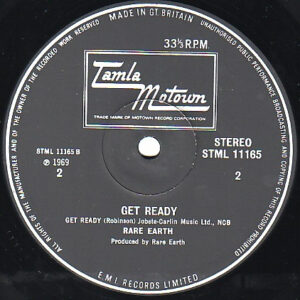 MADE IN GT. BRITAIN
ALL RIGHTS OF THE MANUFACTURER AND OF THE OWNER OF THE RECORDED WORK RESERVED
UNAUTHORISED PUBLIC PERFORMANCE BROADCASTING AND COPYING OF THIS RECORD PROHIBITED
33⅓ R.P.M.
Tamla
Motown
TRADE MARK OF MOTOWN RECORD CORPORATION
STML 11165 B
STEREO
STML 11165
℗ 1969
2
2
GET READY
GET READY (Robinson) Jobete-Carlin Music Ltd., NCB
RARE EARTH
Produced by Rare Earth
E.M.I. RECORDS LIMITED